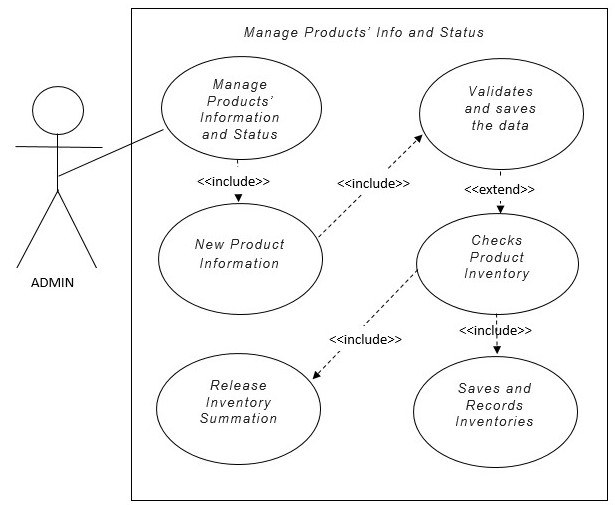 Manage Products' Info and Status
Manage
Products'
Information
and Status
Validates
and saves
the data
<<include>>
<<include>>
<<extend>>
New Product
Information
Checks
Product
Inventory
ADMIN
<<include>>
<<include>>
Release
Inventory
Summation
Saves and
Records
Inventories